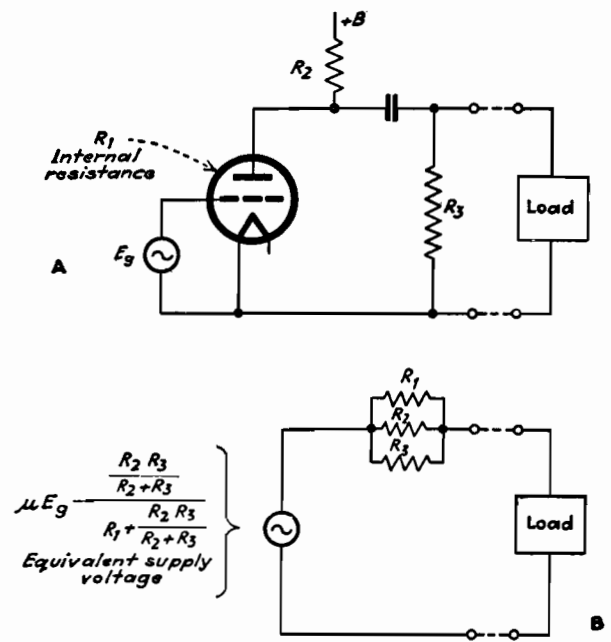 +B
R2
R1
Internal
resistance
R3
Load
Eg
A
R1
R2
R3
μEg
R2 R3
R2+R3
R1+
R2 R3
R2+R3
Equivalent supply
voltage
Load
B